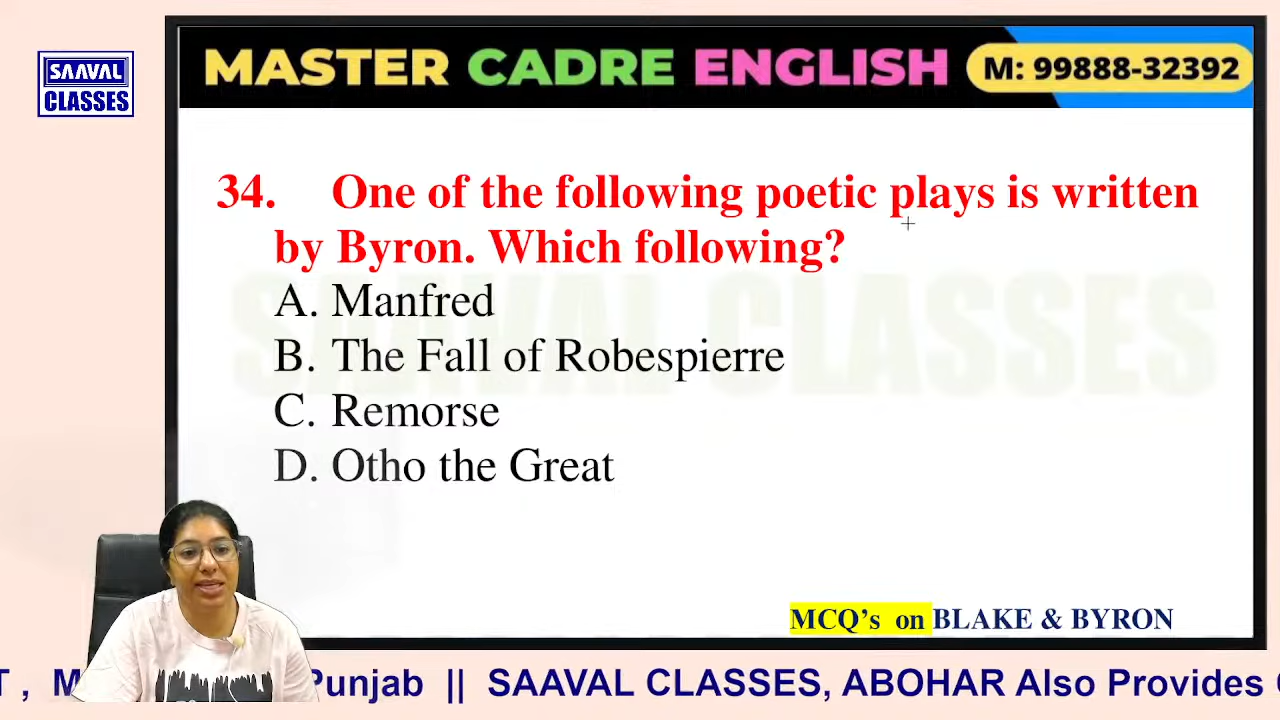 SAAVAL
CLASSES
MASTER CADRE ENGLISH
M: 99888-32392
34. One of the following poetic plays is written
by Byron. Which following?
A. Manfred
B. The Fall of Robespierre
C. Remorse
D. Otho the Great
SAAVAL CLASSES
MCQ’s on BLAKE & BYRON
Punjab || SAAVAL CLASSES, ABOHAR Also Provides